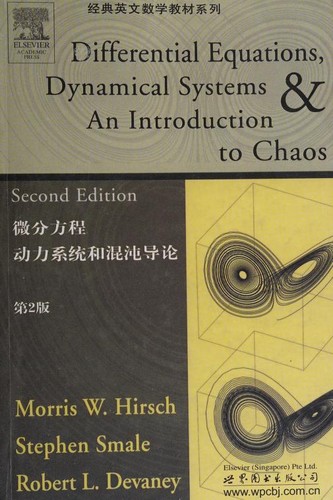 经典英文数学教材系列
ELSEVIER
ACADEMIC
PRESS
Differential Equations,
Dynamical Systems &
An Introduction
to Chaos
Second Edition
微分方程
动力系统和混沌导论
第2版
Morris W. Hirsch
Stephen Smale
Robert L. Devaney
Elsevier (Singapore) Pte Ltd.
世界图书出版公司
www.wpcbj.com.cn